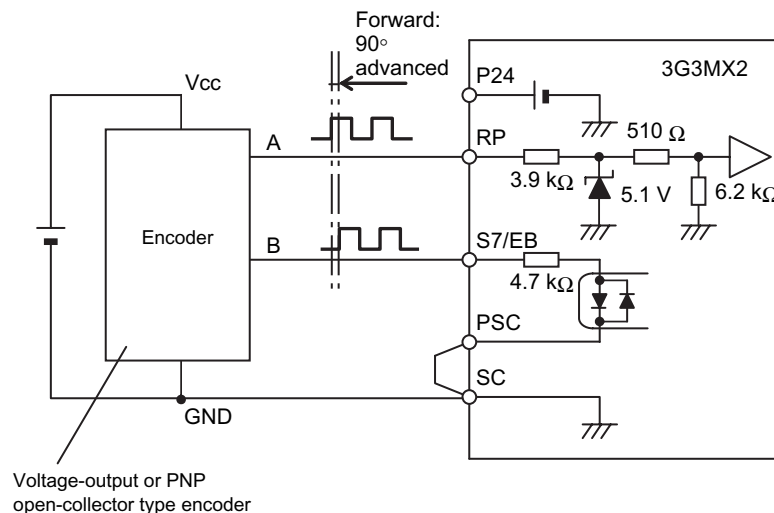 Forward:
90°
advanced
3G3MX2
P24
Vcc
A
RP
3.9 kΩ
510 Ω
5.1 V
6.2 kΩ
Encoder
B
S7/EB
4.7 kΩ
PSC
SC
GND
Voltage-output or PNP
open-collector type encoder